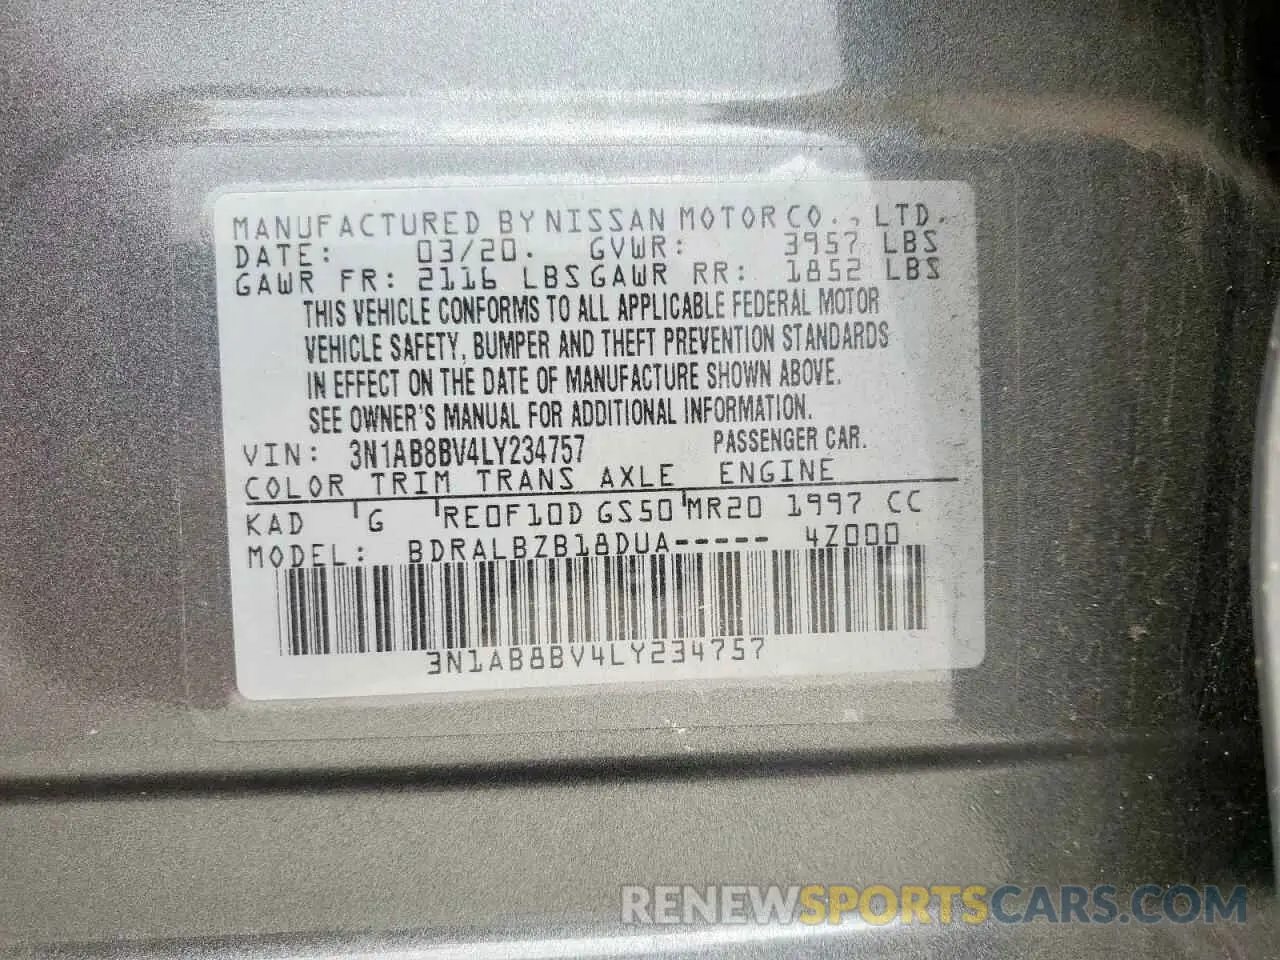 MANUFACTURED BY NISSAN MOTOR CO., LTD.
DATE: 03/20. GVWR: 3957 LBS
GAWR FR: 2116 LBS GAWR RR: 1852 LBS
THIS VEHICLE CONFORMS TO ALL APPLICABLE FEDERAL MOTOR
VEHICLE SAFETY, BUMPER AND THEFT PREVENTION STANDARDS
IN EFFECT ON THE DATE OF MANUFACTURE SHOWN ABOVE.
SEE OWNER'S MANUAL FOR ADDITIONAL INFORMATION.
VIN: 3N1AB8BV4LY234757 PASSENGER CAR.
COLOR TRIM TRANS AXLE ENGINE
KAD G RE0F10D GS50 MR20 1997 CC
MODEL: BDRALBZB18DUA----- 4Z000
3N1AB8BV4LY234757
RENEWSPORTSCARS.COM